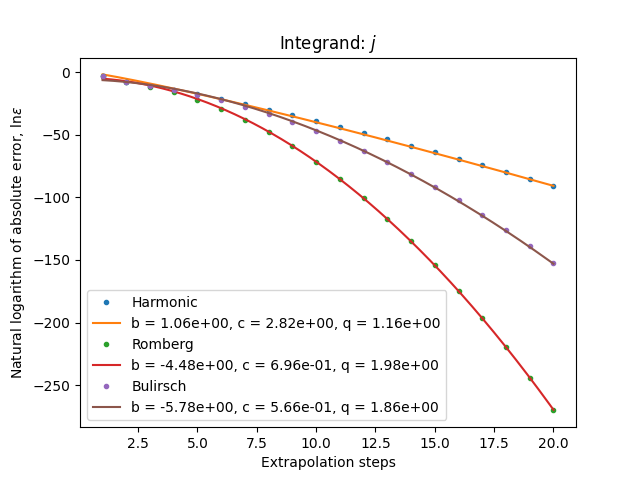 Integrand: j
Natural logarithm of absolute error, lnε
0
−50
−100
−150
−200
−250
Harmonic
b = 1.06e+00, c = 2.82e+00, q = 1.16e+00
Romberg
b = -4.48e+00, c = 6.96e-01, q = 1.98e+00
Bulirsch
b = -5.78e+00, c = 5.66e-01, q = 1.86e+00
2.5 5.0 7.5 10.0 12.5 15.0 17.5 20.0
Extrapolation steps